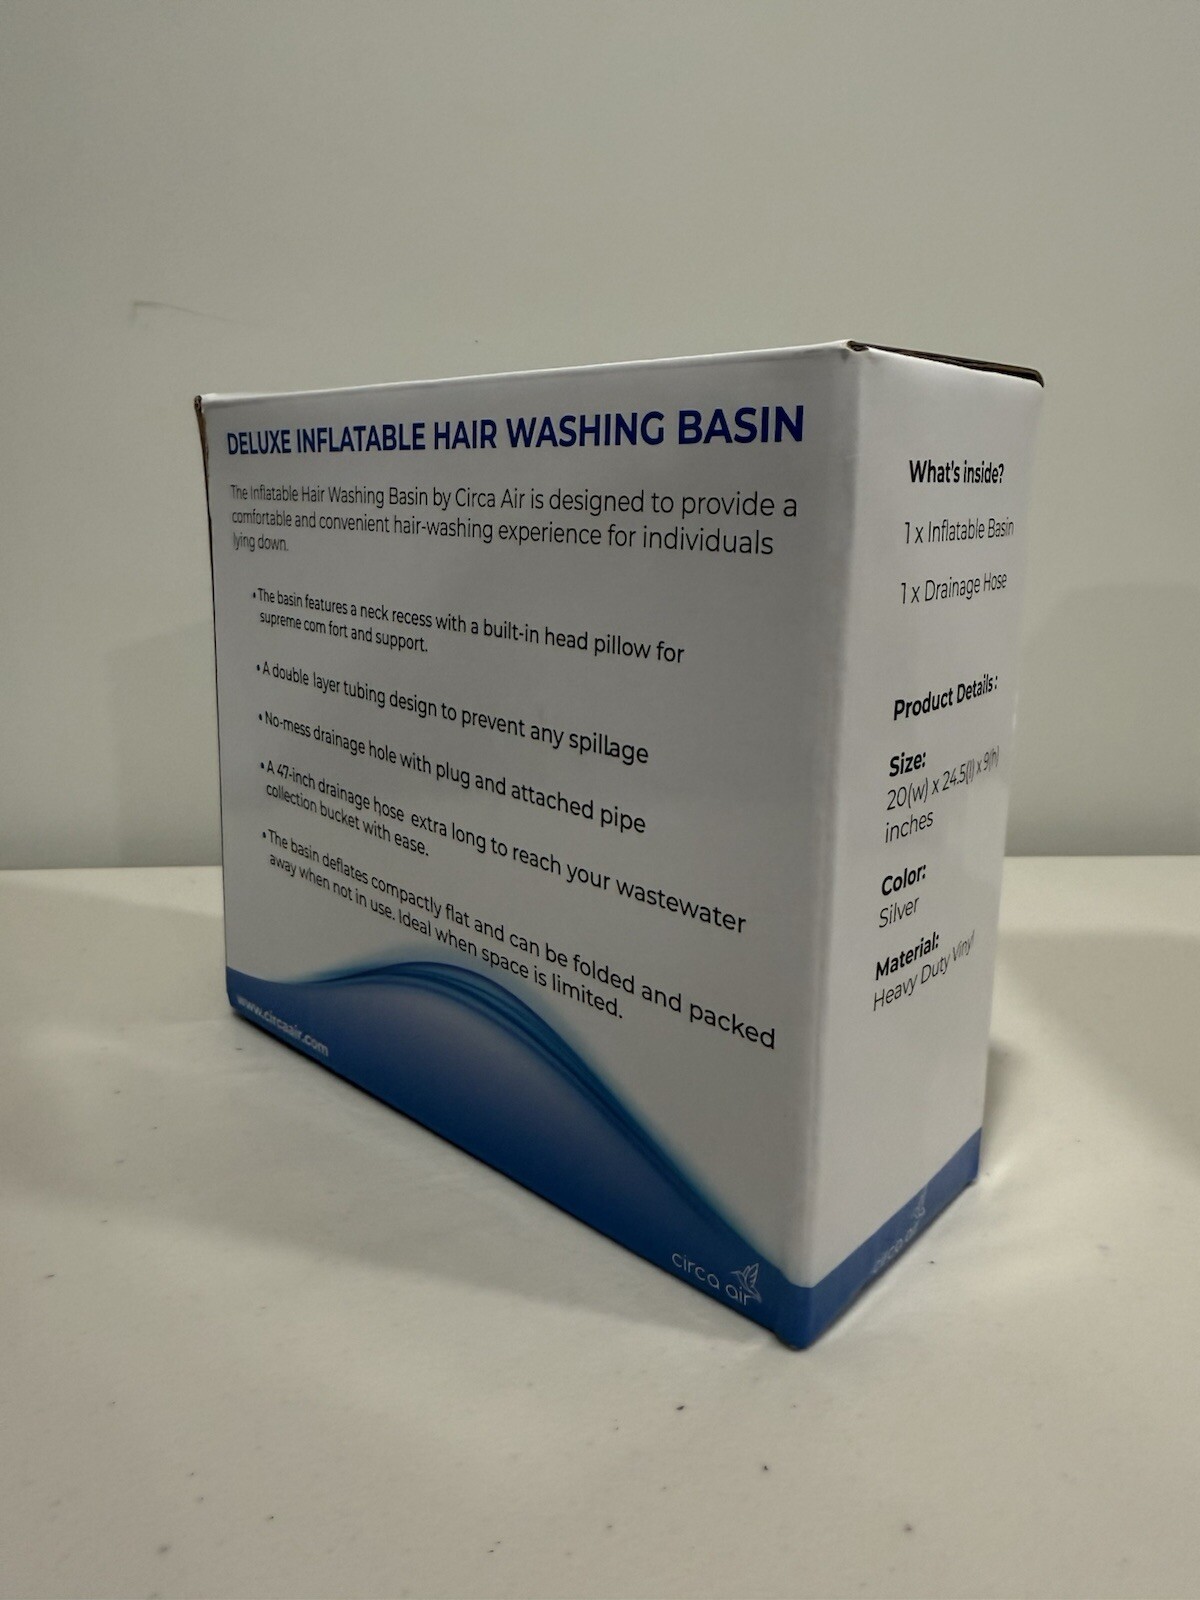 DELUXE INFLATABLE HAIR WASHING BASIN
The Inflatable Hair Washing Basin by Circa Air is designed to provide a
comfortable and convenient hair-washing experience for individuals
lying down.
•The basin features a neck recess with a built-in head pillow for
supreme com fort and support.
•A double layer tubing design to prevent any spillage
•No-mess drainage hole with plug and attached pipe
•A 47-inch drainage hose extra long to reach your wastewater
collection bucket with ease.
•The basin deflates compactly flat and can be folded and packed
away when not in use. Ideal when space is limited.
www.circaair.com
circa air
What's inside?
1 x Inflatable Basin
1 x Drainage Hose
Product Details:
Size:
20(w) x 24.5(l) x 9(h)
inches
Color:
Silver
Material:
Heavy Duty Vinyl
circa air